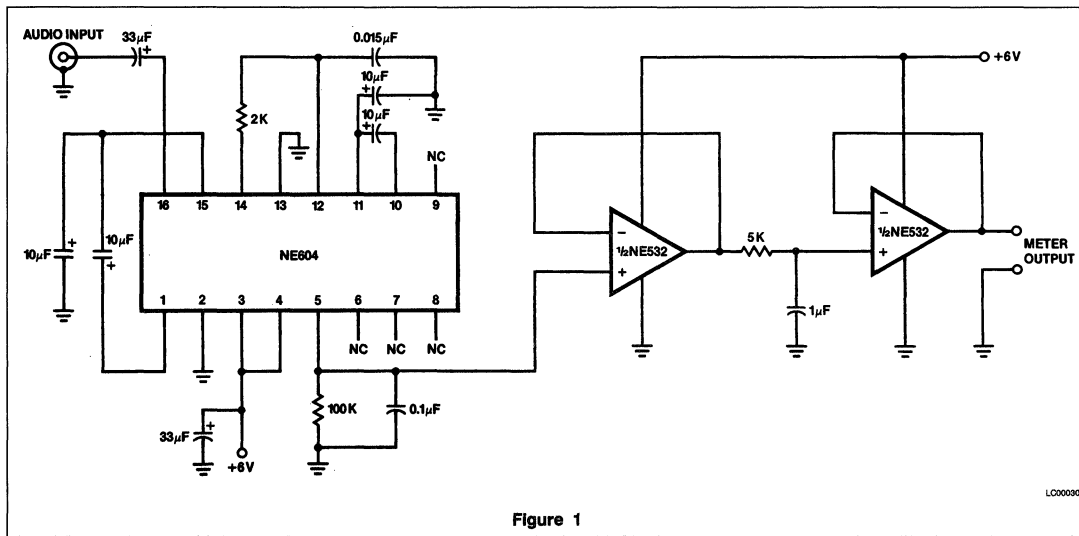 AUDIO INPUT
33µF
+
0.015µF
10µF
+
10µF
+
2K
NC
+6V
16 15 14 13 12 11 10 9
10µF
+
10µF
+
NE604
1 2 3 4 5 6 7 8
NC NC NC
33µF
+
+6V
100K
0.1µF
−
½NE532
+
5K
1µF
−
½NE532
+
METER
OUTPUT
LC00030
Figure 1